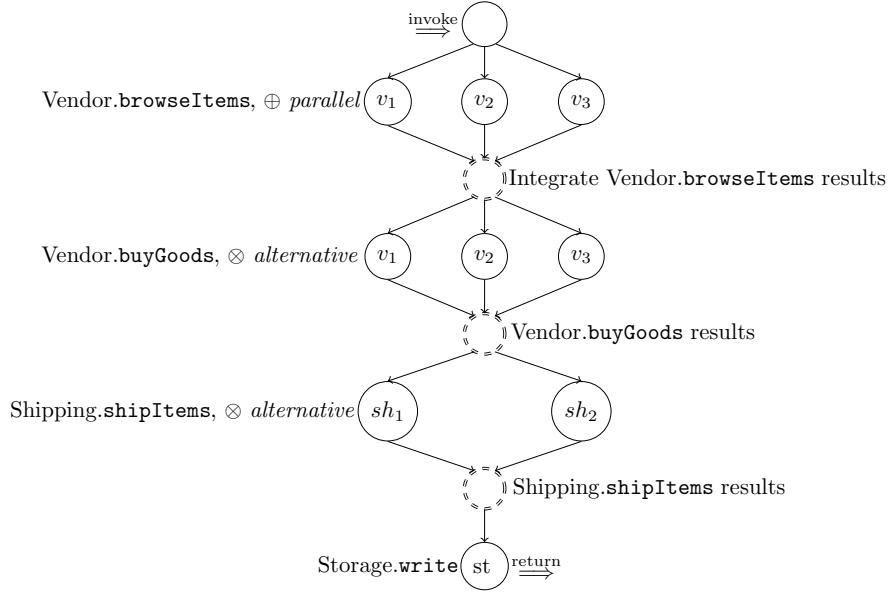 invoke
⟹
Vendor.browseItems, ⊕ parallel v₁ v₂ v₃
Integrate Vendor.browseItems results
Vendor.buyGoods, ⊗ alternative v₁ v₂ v₃
Vendor.buyGoods results
Shipping.shipItems, ⊗ alternative sh₁ sh₂
Shipping.shipItems results
Storage.write st return
⟹